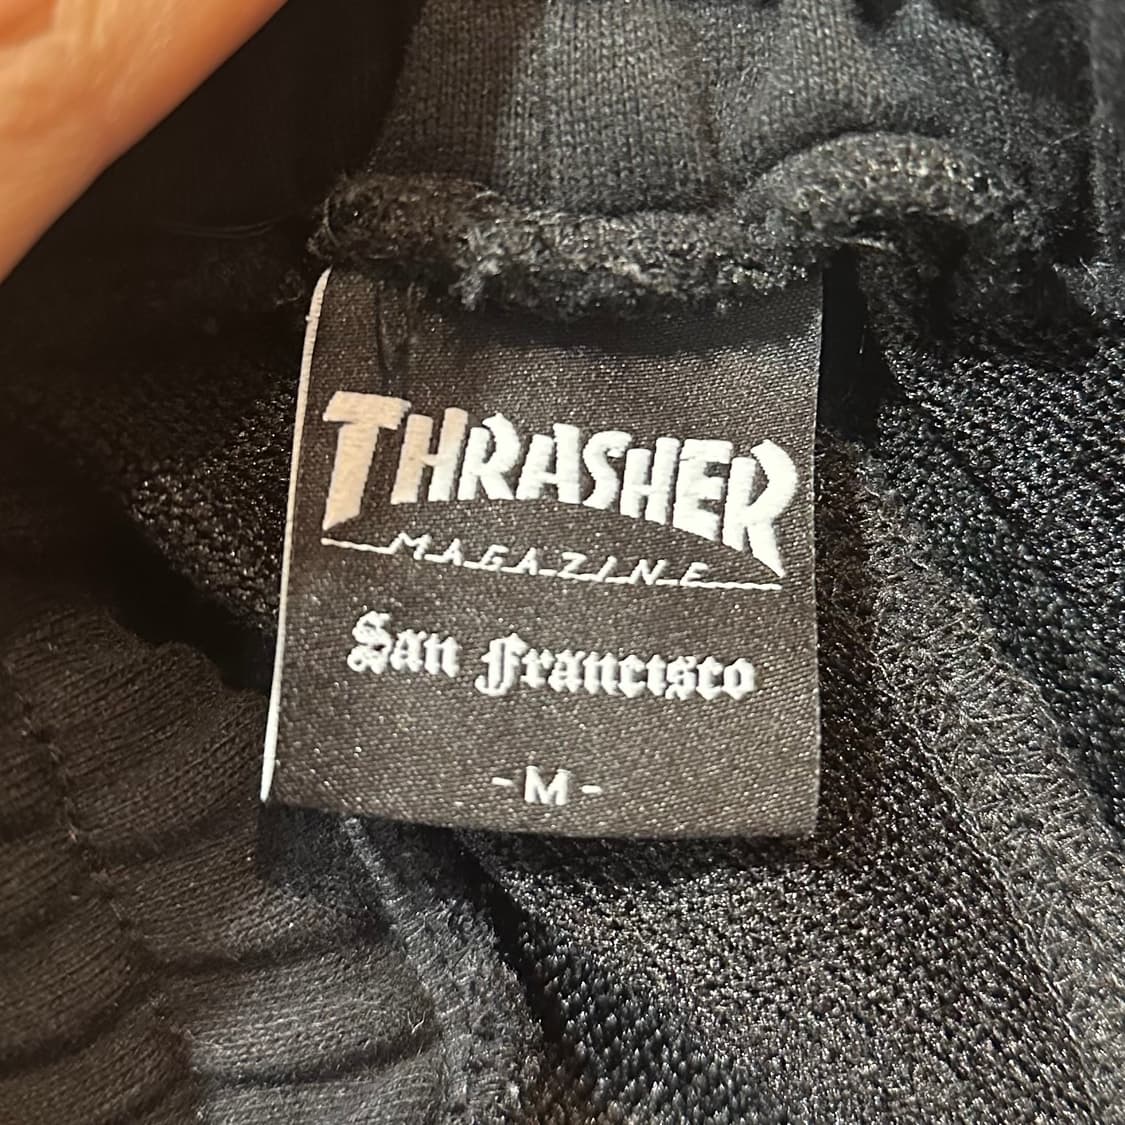 THRASHER
MAGAZINE
San Francisco
-M-